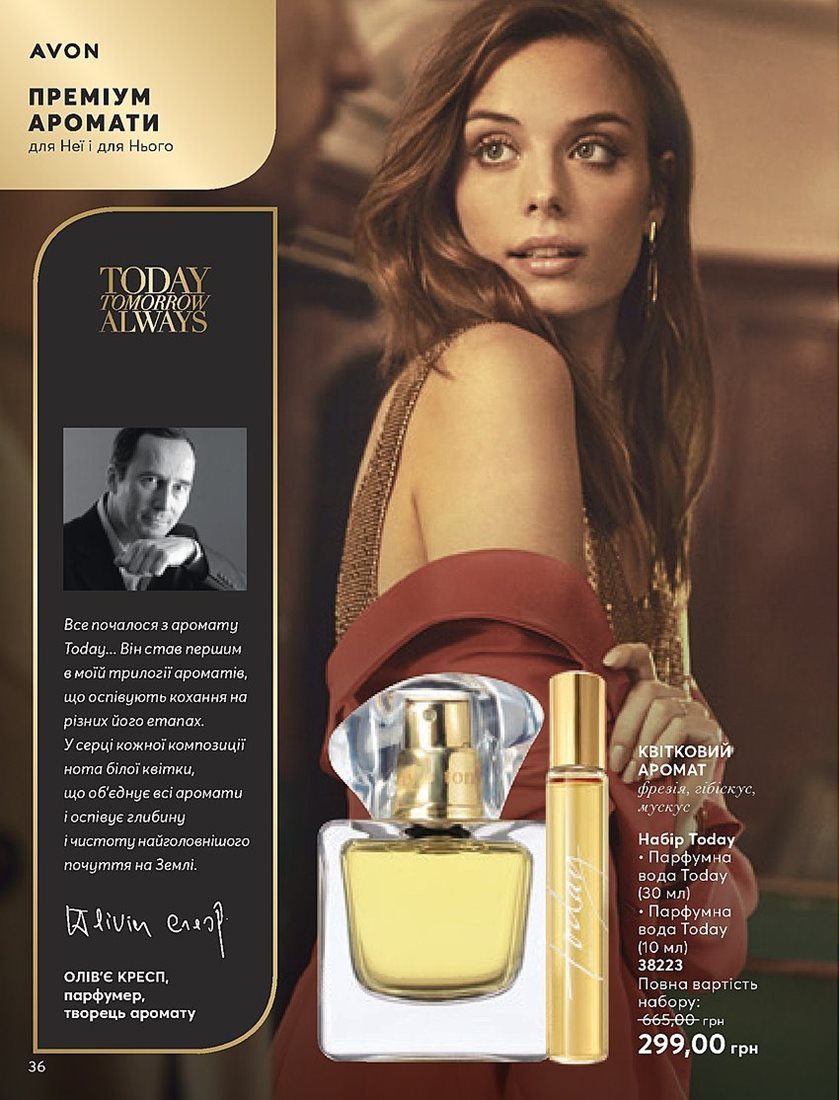 AVON
ПРЕМІУМ
АРОМАТИ
для Неї і для Нього
TODAY
TOMORROW
ALWAYS
Все почалося з аромату
Today... Він став першим
в моїй трилогії ароматів,
що оспівують кохання на
різних його етапах.
У серці кожної композиції
нота білої квітки,
що об'єднує всі аромати
і оспівує глибину
і чистоту найголовнішого
почуття на Землі.
Alivier Cresp
ОЛІВ'Є КРЕСП,
парфумер,
творець аромату
today
КВІТКОВИЙ
АРОМАТ
фрезія, гібіскус,
мускус
Набір Today
• Парфумна
вода Today
(30 мл)
• Парфумна
вода Today
(10 мл)
38223
Повна вартість
набору:
665,00 грн
299,00 грн
36